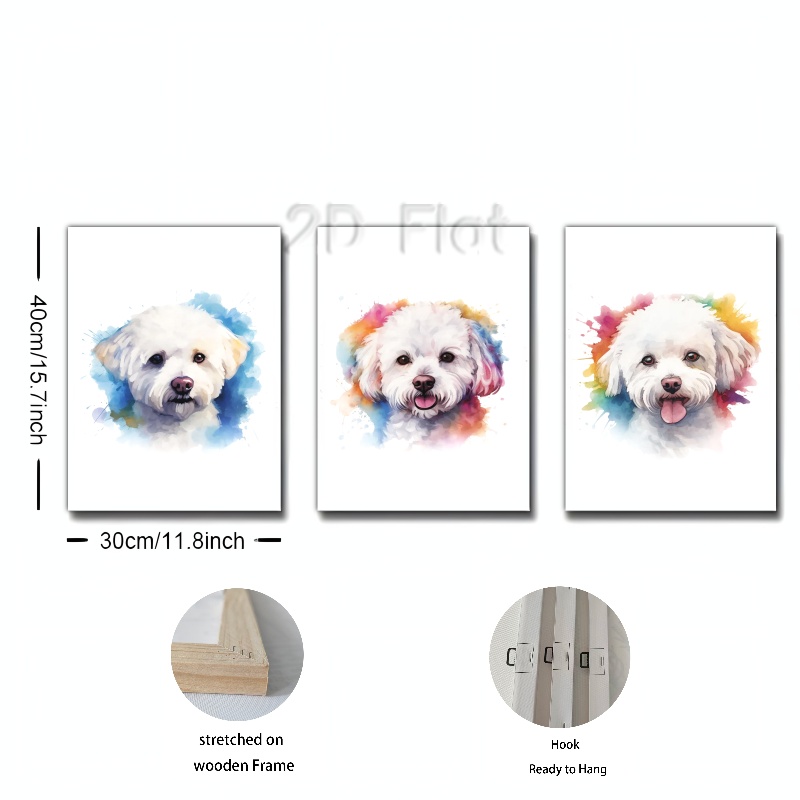 2D Flat
40cm/15.7inch
30cm/11.8inch
stretched on
wooden Frame
Hook
Ready to Hang